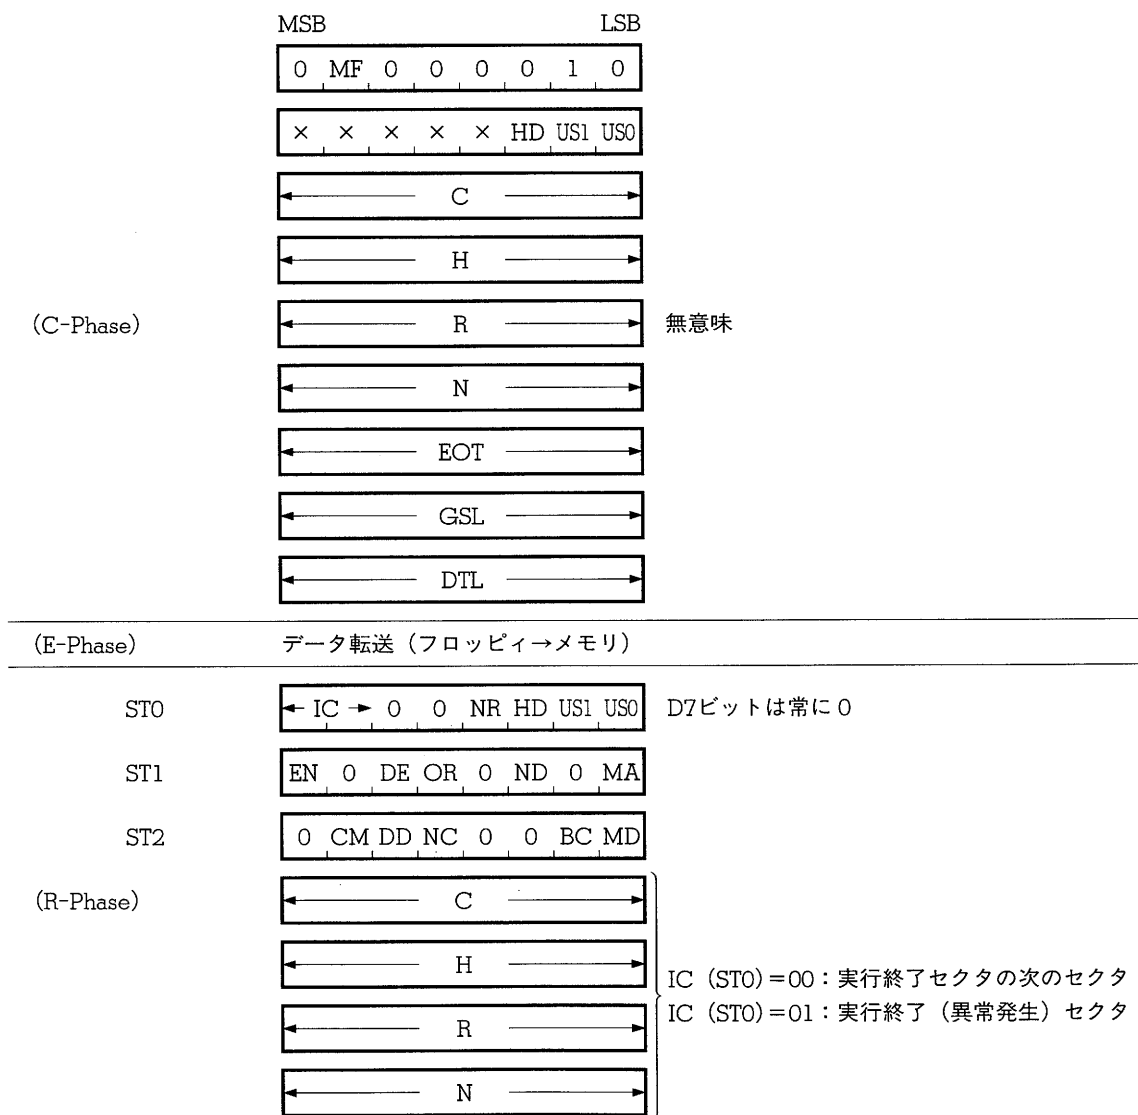 MSB LSB
0 MF 0 0 0 0 1 0
× × × × × HD US1 US0
C
H
(C-Phase) R 無意味
N
EOT
GSL
DTL
(E-Phase) データ転送（フロッピィ→メモリ）
ST0 IC 0 0 NR HD US1 US0 D7ビットは常に0
ST1 EN 0 DE OR 0 ND 0 MA
ST2 0 CM DD NC 0 0 BC MD
(R-Phase) C
H
IC (ST0)=00：実行終了セクタの次のセクタ
IC (ST0)=01：実行終了（異常発生）セクタ
R
N